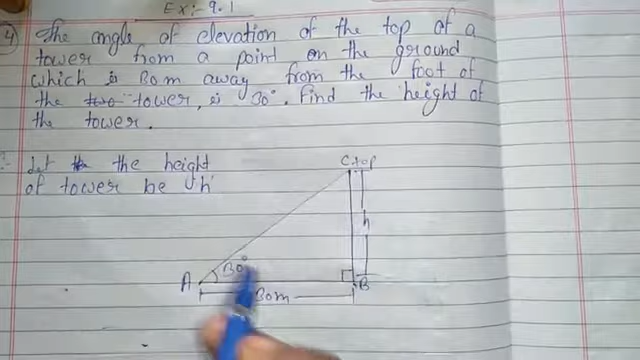 Ex:- 9.1
4) The angle of elevation of the top of a
tower from a point on the ground
which is 30m away from the foot of
the tower, is 30°. Find the height of
the tower.
Let the height
of tower be 'h'
C top
h
30°
A
B
30m